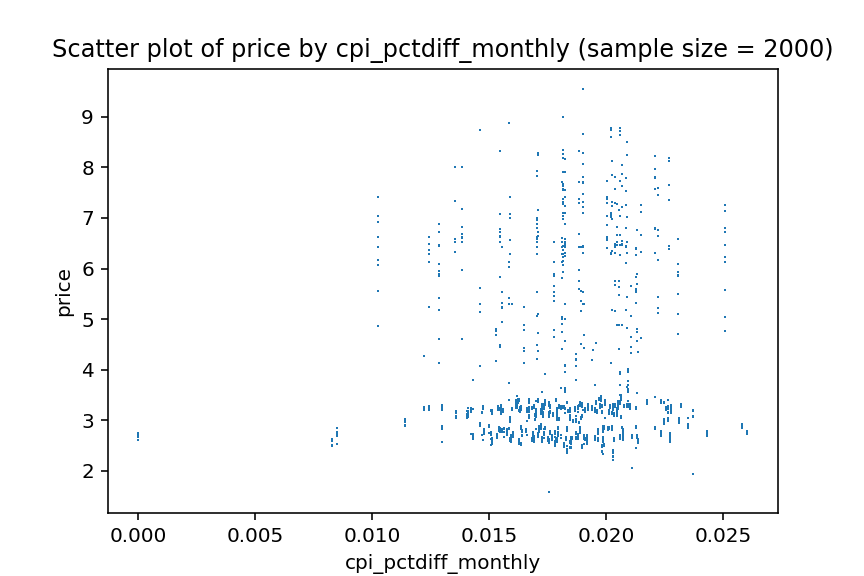 Scatter plot of price by cpi_pctdiff_monthly (sample size = 2000)
9
8
7
6
5
4
3
2
price
0.000 0.005 0.010 0.015 0.020 0.025
cpi_pctdiff_monthly